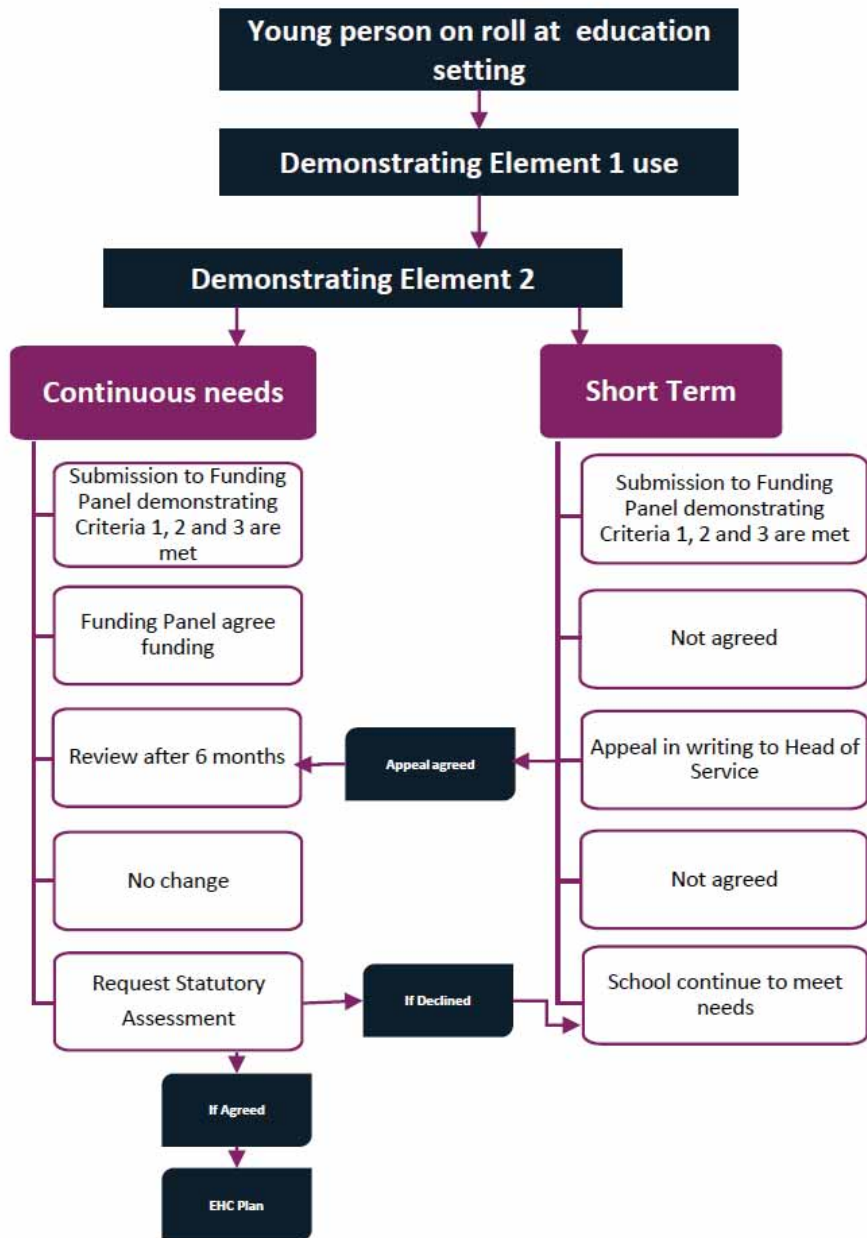 Young person on roll at education
setting
Demonstrating Element 1 use
Demonstrating Element 2
Continuous needs
Submission to Funding
Panel demonstrating
Criteria 1, 2 and 3 are
met
Funding Panel agree
funding
Review after 6 months
No change
Request Statutory
Assessment
Short Term
Submission to Funding
Panel demonstrating
Criteria 1, 2 and 3 are met
Not agreed
Appeal in writing to Head of
Service
Not agreed
School continue to meet
needs
Appeal agreed
If Declined
If Agreed
EHC Plan